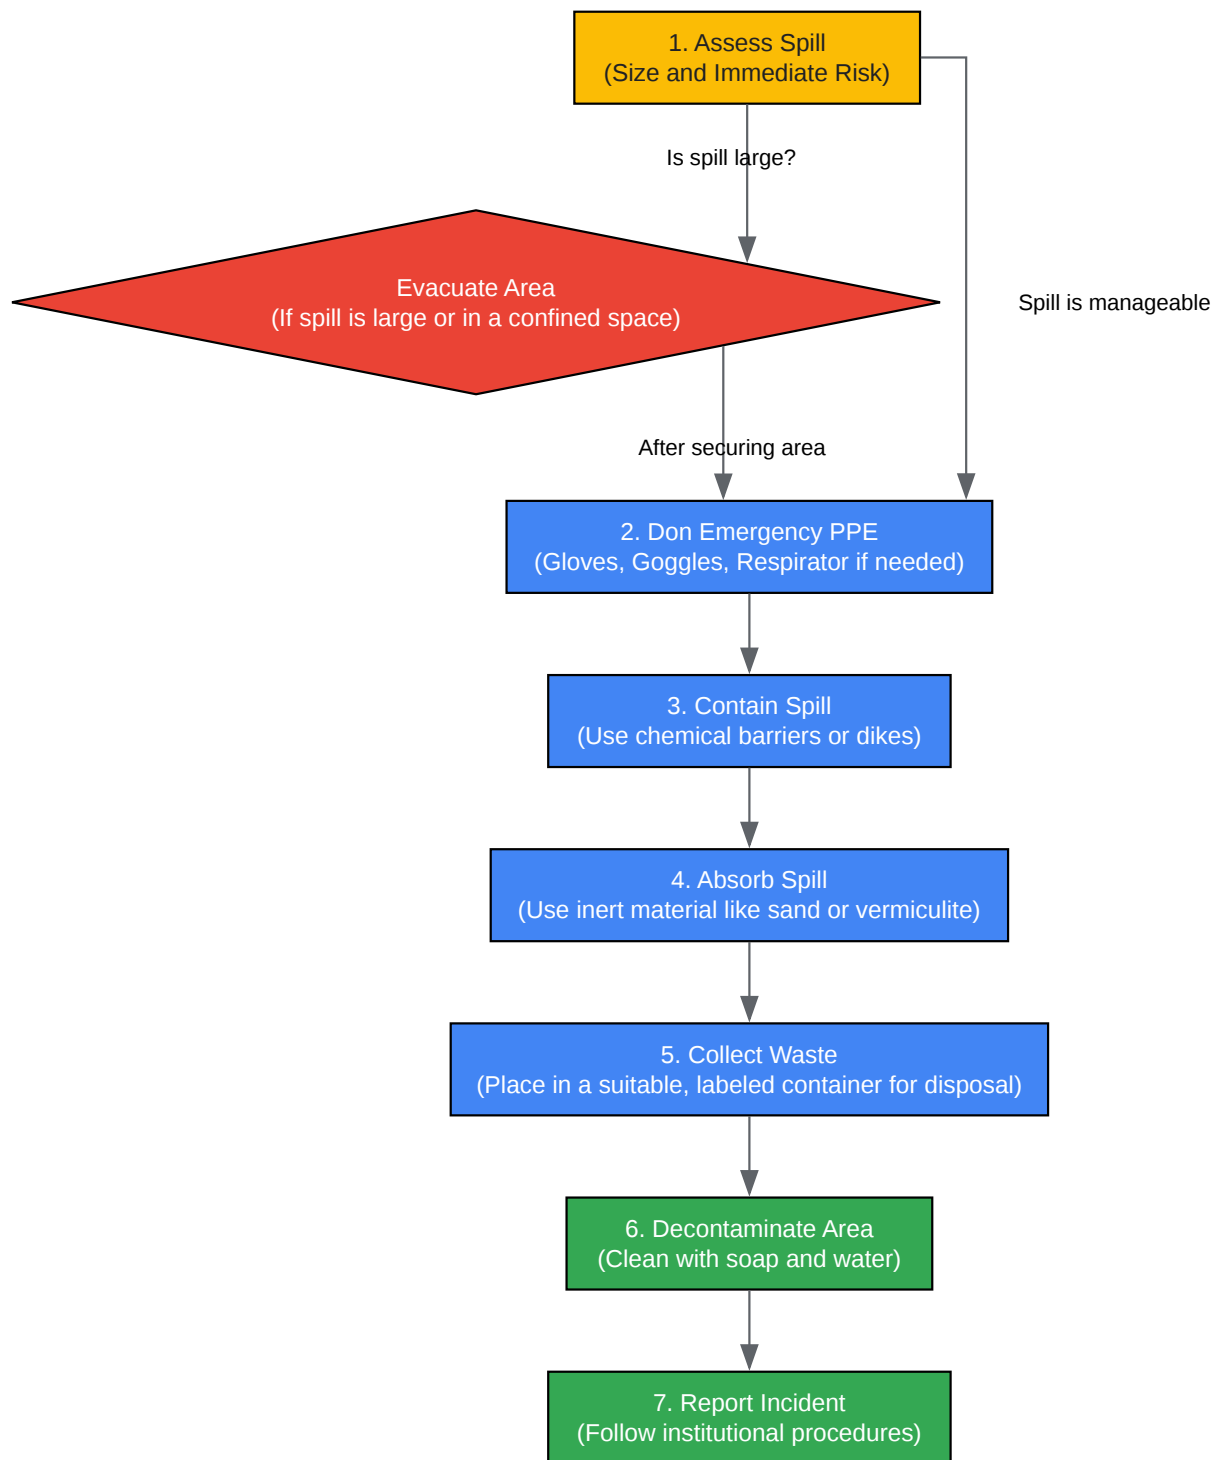 1. Assess Spill
(Size and Immediate Risk)
Is spill large?
Evacuate Area
(If spill is large or in a confined space)
Spill is manageable
After securing area
2. Don Emergency PPE
(Gloves, Goggles, Respirator if needed)
3. Contain Spill
(Use chemical barriers or dikes)
4. Absorb Spill
(Use inert material like sand or vermiculite)
5. Collect Waste
(Place in a suitable, labeled container for disposal)
6. Decontaminate Area
(Clean with soap and water)
7. Report Incident
(Follow institutional procedures)